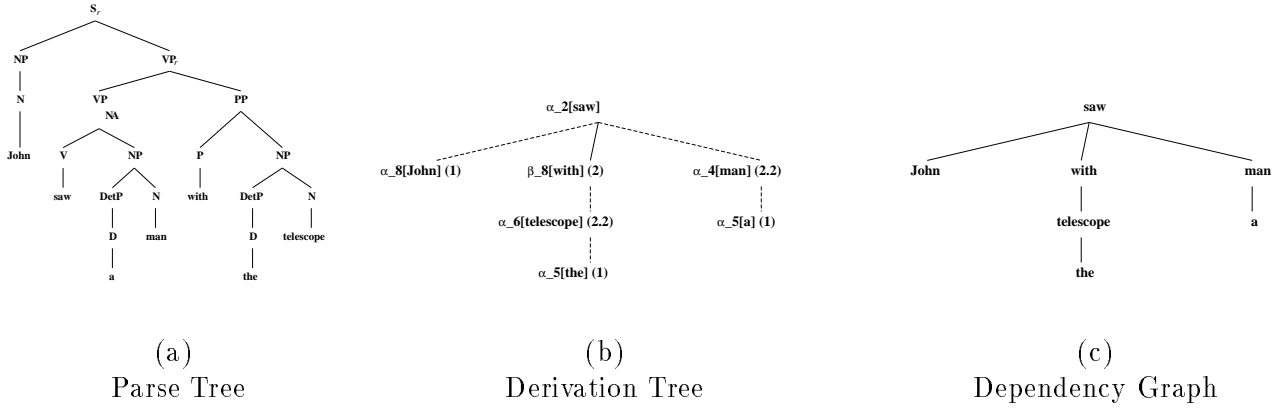 S_r
NP VP_r
N VP PP
NA
John V NP P NP
saw DetP N with DetP N
D man D telescope
a the
α_2[saw]
α_8[John] (1) β_8[with] (2) α_4[man] (2.2)
α_6[telescope] (2.2) α_5[a] (1)
α_5[the] (1)
saw
John with man
telescope a
the
(a) (b) (c)
Parse Tree Derivation Tree Dependency Graph